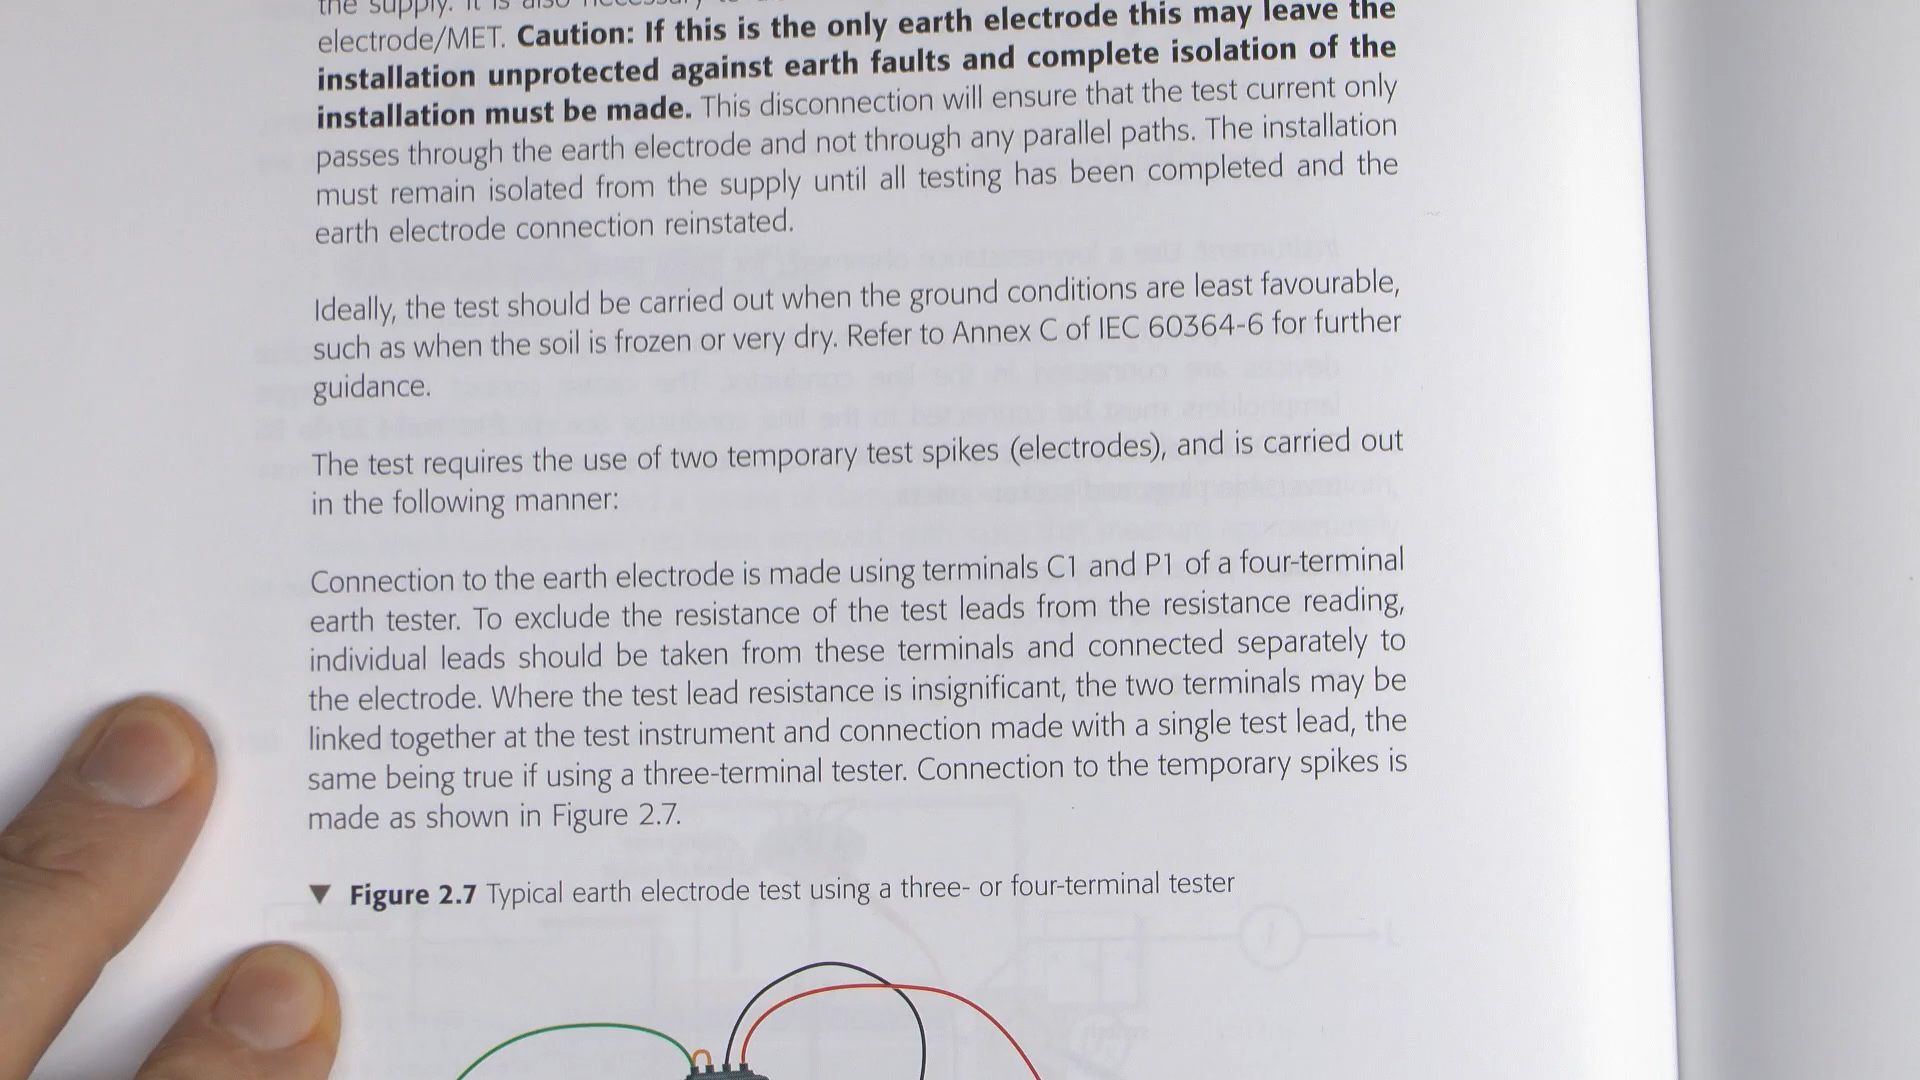 the supply. It is also necessary to
electrode/MET. Caution: If this is the only earth electrode this may leave the
installation unprotected against earth faults and complete isolation of the
installation must be made. This disconnection will ensure that the test current only
passes through the earth electrode and not through any parallel paths. The installation
must remain isolated from the supply until all testing has been completed and the
earth electrode connection reinstated.
Ideally, the test should be carried out when the ground conditions are least favourable,
such as when the soil is frozen or very dry. Refer to Annex C of IEC 60364-6 for further
guidance.
The test requires the use of two temporary test spikes (electrodes), and is carried out
in the following manner:
Connection to the earth electrode is made using terminals C1 and P1 of a four-terminal
earth tester. To exclude the resistance of the test leads from the resistance reading,
individual leads should be taken from these terminals and connected separately to
the electrode. Where the test lead resistance is insignificant, the two terminals may be
linked together at the test instrument and connection made with a single test lead, the
same being true if using a three-terminal tester. Connection to the temporary spikes is
made as shown in Figure 2.7.
▼ Figure 2.7 Typical earth electrode test using a three- or four-terminal tester